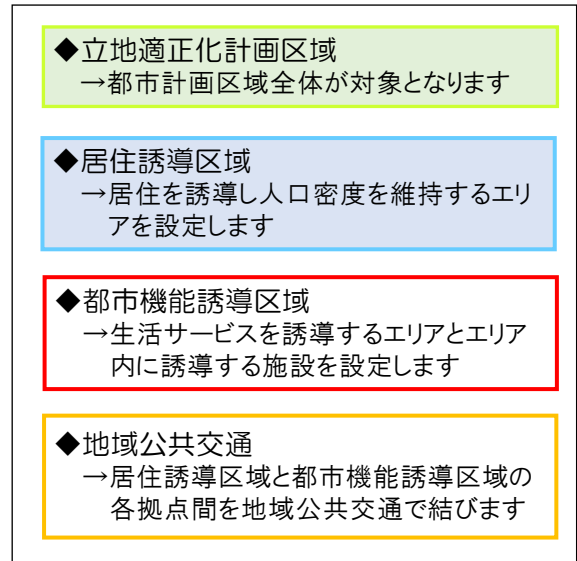 ◆立地適正化計画区域
→都市計画区域全体が対象となります
◆居住誘導区域
→居住を誘導し人口密度を維持するエリ
アを設定します
◆都市機能誘導区域
→生活サービスを誘導するエリアとエリア
内に誘導する施設を設定します
◆地域公共交通
→居住誘導区域と都市機能誘導区域の
各拠点間を地域公共交通で結びます